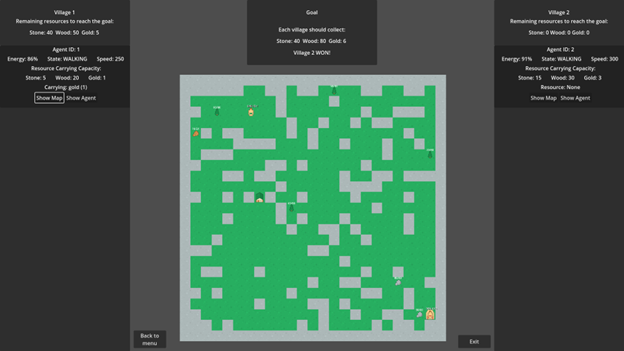 Village 1
Remaining resources to reach the goal:
Stone: 40 Wood: 50 Gold: 5
Agent ID: 1
Energy: 86% State: WALKING Speed: 250
Resource Carrying Capacity:
Stone: 5 Wood: 20 Gold: 1
Carrying: gold (1)
Show Map Show Agent
Goal
Each village should collect:
Stone: 40 Wood: 80 Gold: 6
Village 2 WON!
Village 2
Remaining resources to reach the goal:
Stone: 0 Wood: 0 Gold: 0
Agent ID: 2
Energy: 91% State: WALKING Speed: 300
Resource Carrying Capacity:
Stone: 15 Wood: 30 Gold: 3
Resource: None
Show Map Show Agent
Back to
menu
Exit